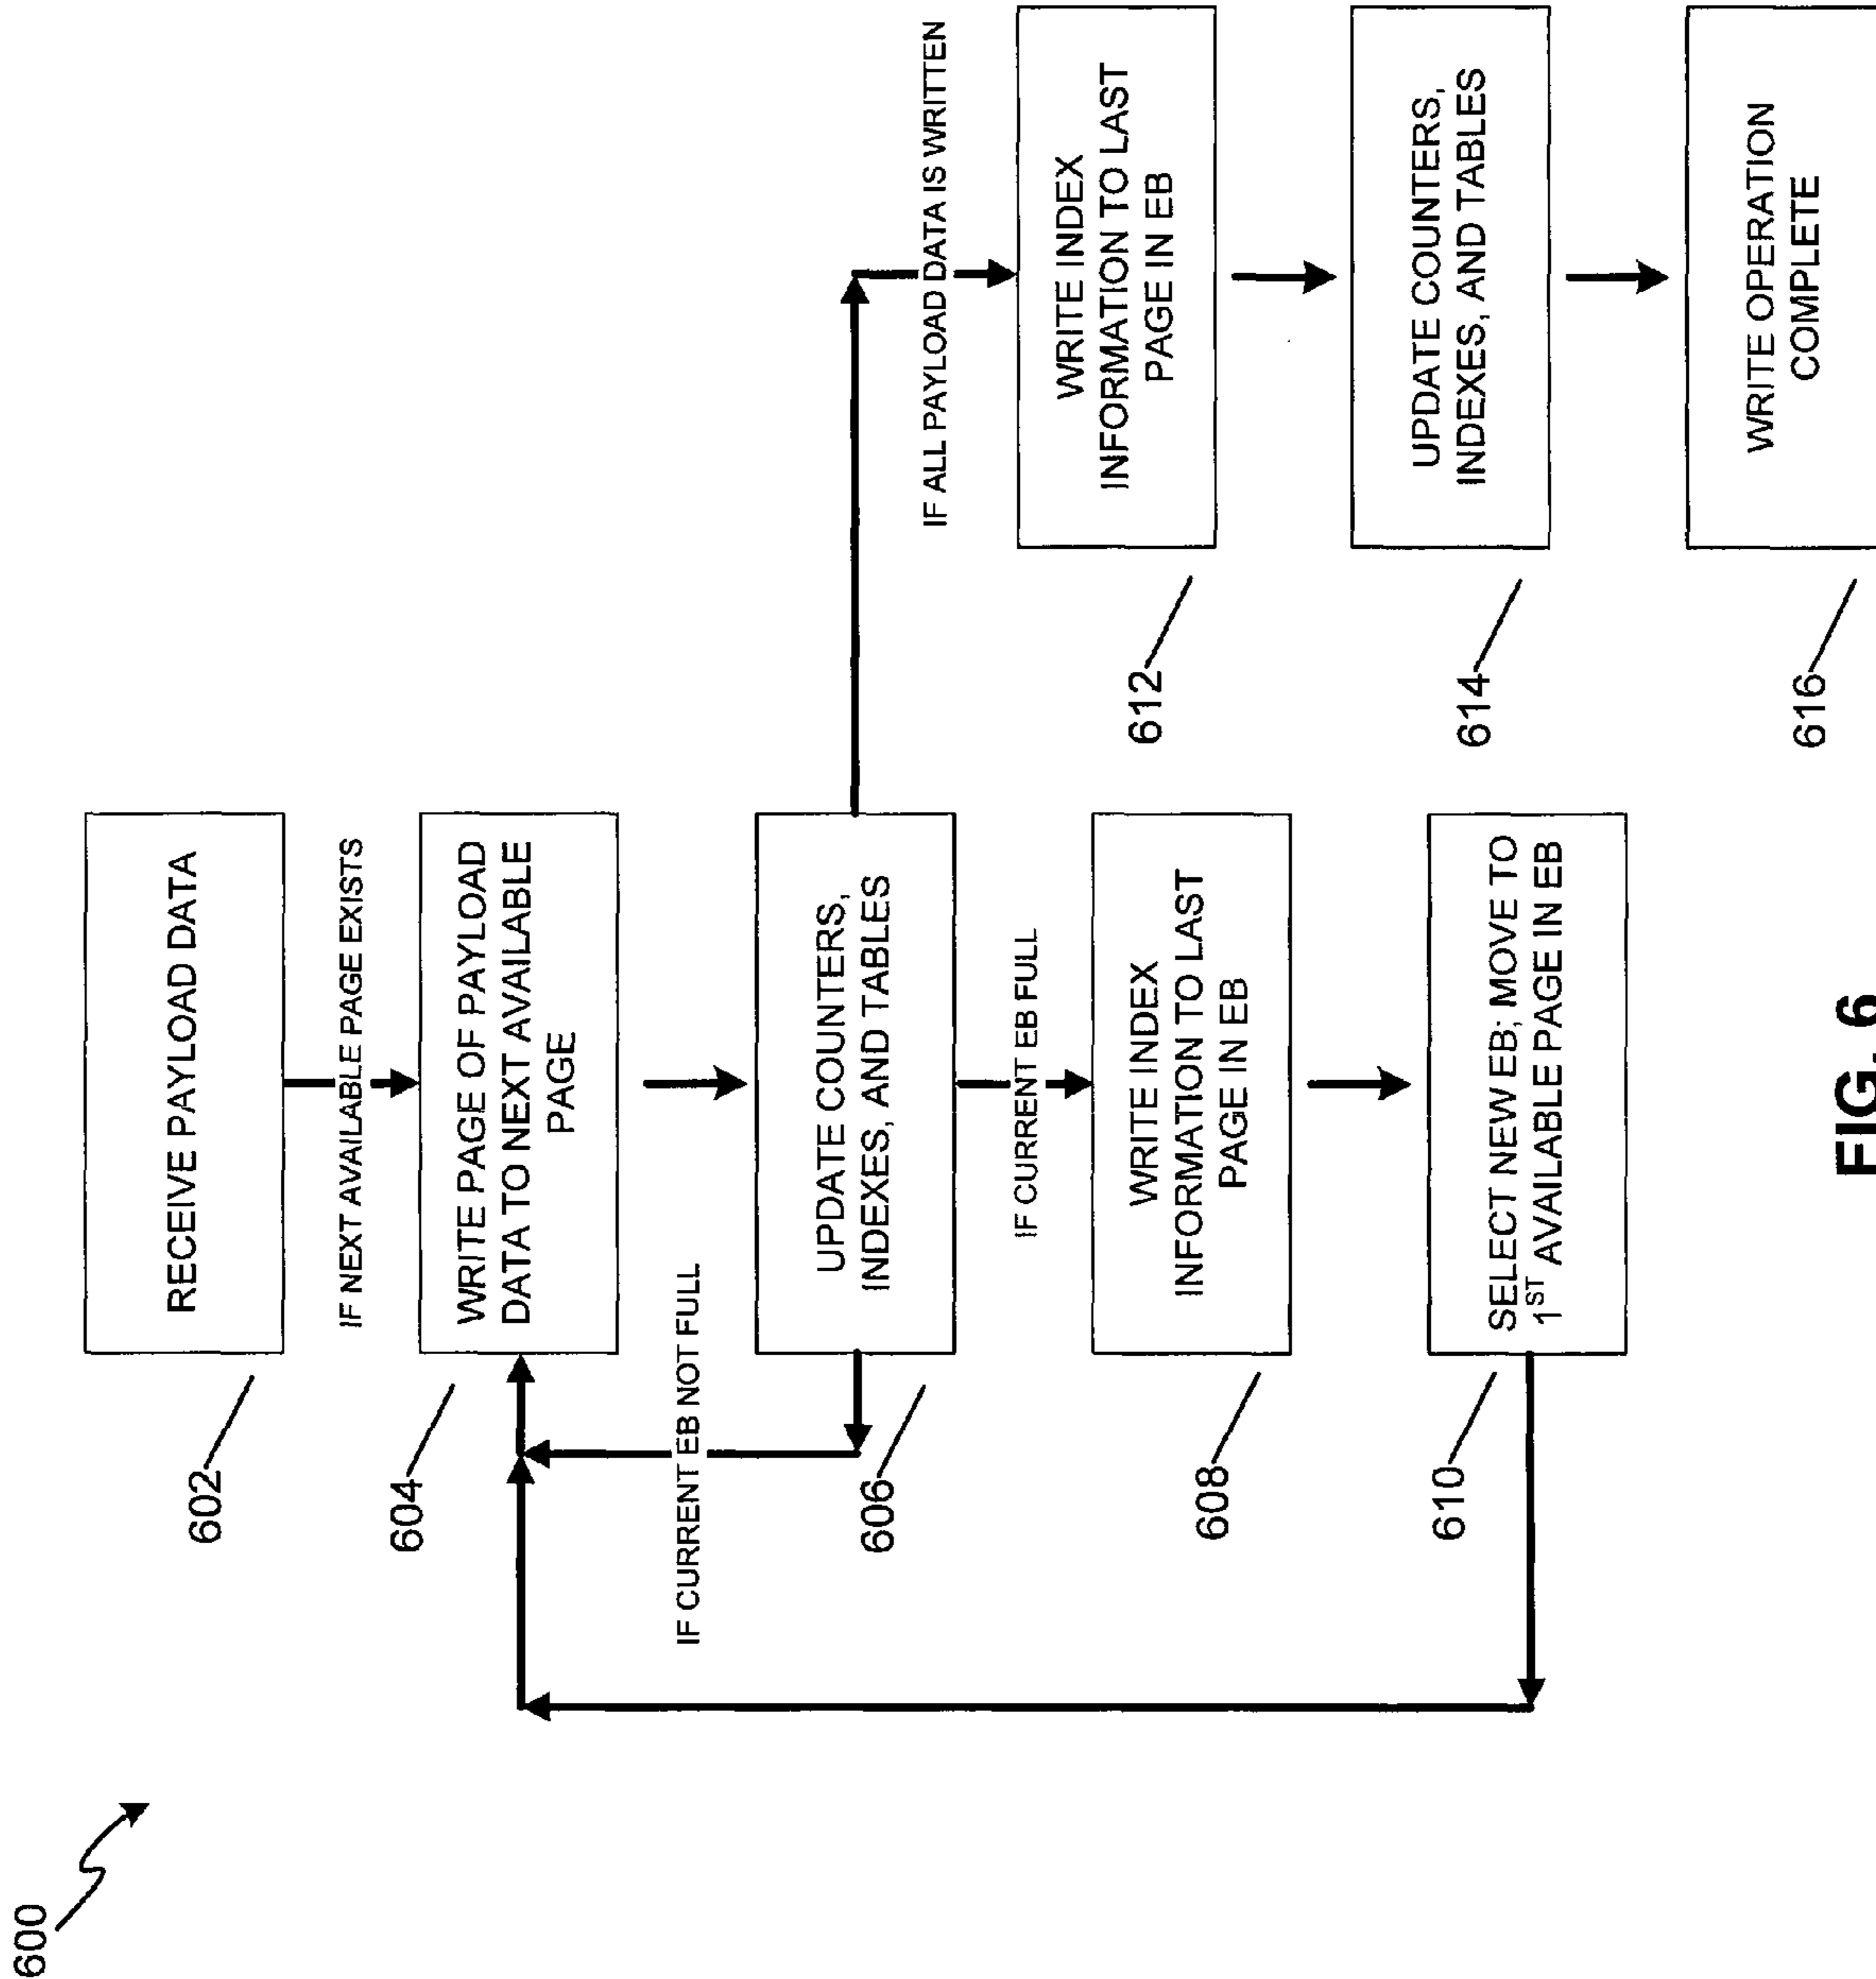 600
602
RECEIVE PAYLOAD DATA
IF NEXT AVAILABLE PAGE EXISTS
604
WRITE PAGE OF PAYLOAD
DATA TO NEXT AVAILABLE
PAGE
IF CURRENT EB NOT FULL
606
UPDATE COUNTERS,
INDEXES, AND TABLES
IF CURRENT EB FULL
608
WRITE INDEX
INFORMATION TO LAST
PAGE IN EB
610
SELECT NEW EB; MOVE TO
1ST AVAILABLE PAGE IN EB
IF ALL PAYLOAD DATA IS WRITTEN
612
WRITE INDEX
INFORMATION TO LAST
PAGE IN EB
614
UPDATE COUNTERS,
INDEXES, AND TABLES
616
WRITE OPERATION
COMPLETE
FIG. 6